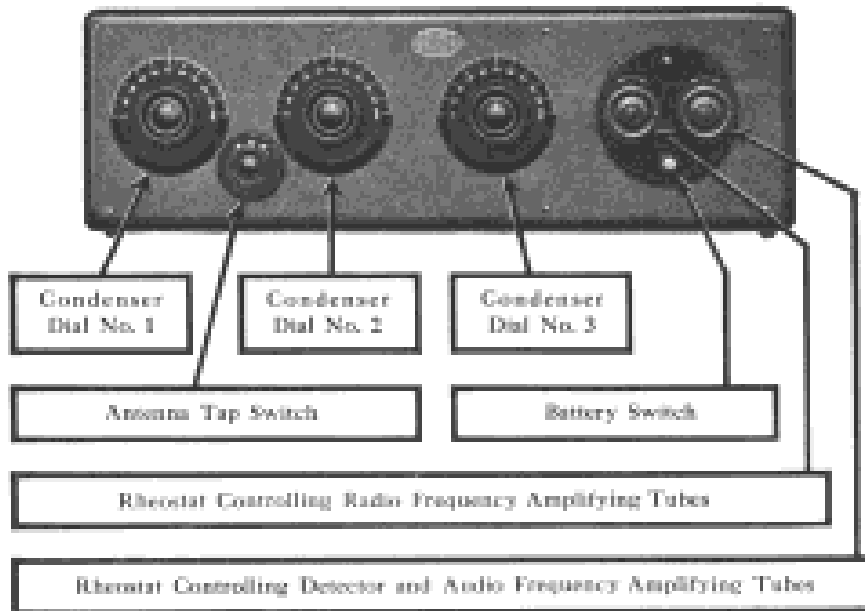 Condenser
Dial No. 1
Condenser
Dial No. 2
Condenser
Dial No. 3
Antenna Tap Switch
Battery Switch
Rheostat Controlling Radio Frequency Amplifying Tubes
Rheostat Controlling Detector and Audio Frequency Amplifying Tubes